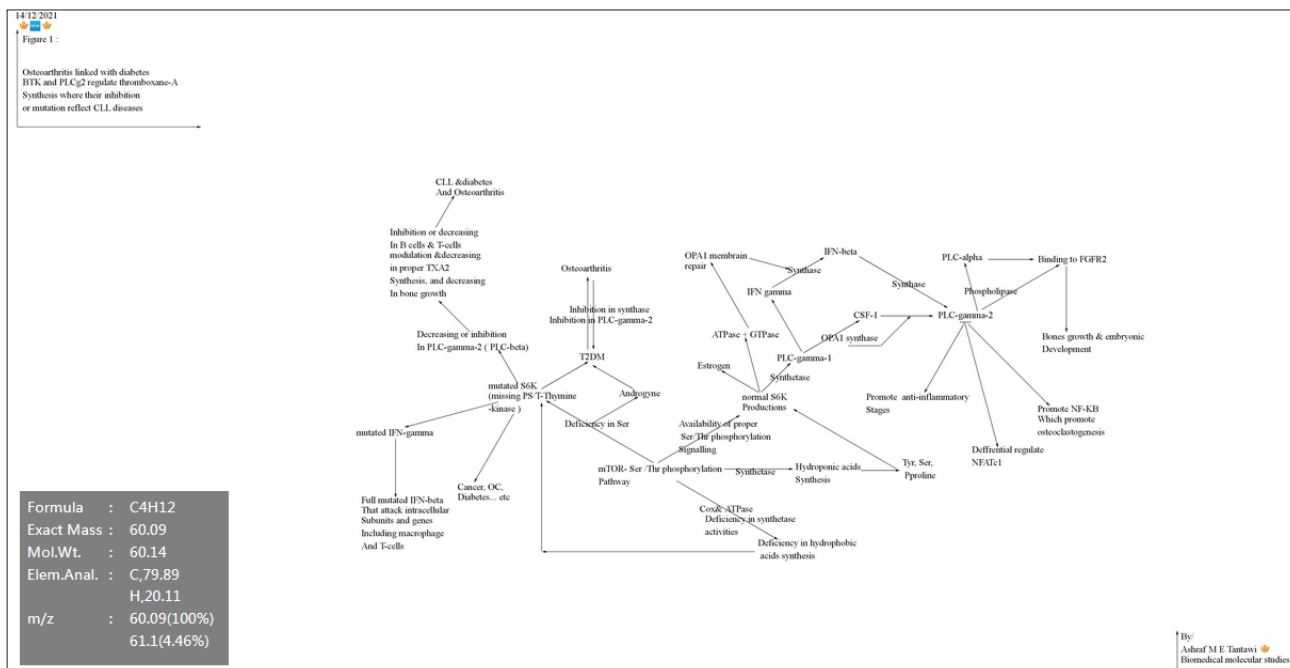 14/12/2021
NEW
Figure 1 :
Osteoarthritis linked with diabetes
BTK and PLCg2 regulate thromboxane-A
Synthesis where their inhibition
or mutation reflect CLL diseases
CLL &diabetes
And Osteoarthritis
Inhibition or decreasing
In B cells & T-cells
modulation &decreasing
in proper TXA2
Synthesis, and decreasing
In bone growth
Decreasing or inhibition
In PLC-gamma-2 ( PLC-beta)
Osteoarthritis
Inhibition in synthase
Inhibition in PLC-gamma-2
T2DM
mutated S6K
(missing PS/T-Thymine
-kinase )
Androgyne
Deficiency in Ser
mutated IFN-gamma
Full mutated IFN-beta
That attack intracellular
Subunits and genes
Including macrophage
And T-cells
Cancer, OC,
Diabetes... etc
OPA1 membrain
repair
Synthase
IFN-beta
IFN gamma
Synthase
ATPase + GTPase
CSF-1
OPA1 synthase
PLC-gamma-1
Synthetase
Estrogen
normal S6K
Productions
Availability of proper
Ser/Thr phosphorylation
Signalling
mTOR- Ser /Thr phosphorylation
Pathway
Synthetase
Hydroponic acids
Synthesis
Tyr, Ser,
Pproline
Cox& ATPase
Deficiency in synthetase
activities
Deficiency in hydrophobic
acids synthesis
PLC-alpha
Binding to FGFR2
Phospholipase
PLC-gamma-2
Bones growth & embryonic
Development
Promote anti-inflammatory
Stages
Promote NF-KB
Which promote
osteoclastogenesis
Deffrential regulate
NFATc1
Formula : C4H12
Exact Mass : 60.09
Mol.Wt. : 60.14
Elem.Anal. : C,79.89
H,20.11
m/z : 60.09(100%)
61.1(4.46%)
By/
Ashraf M E Tantawi
Biomedical molecular studies